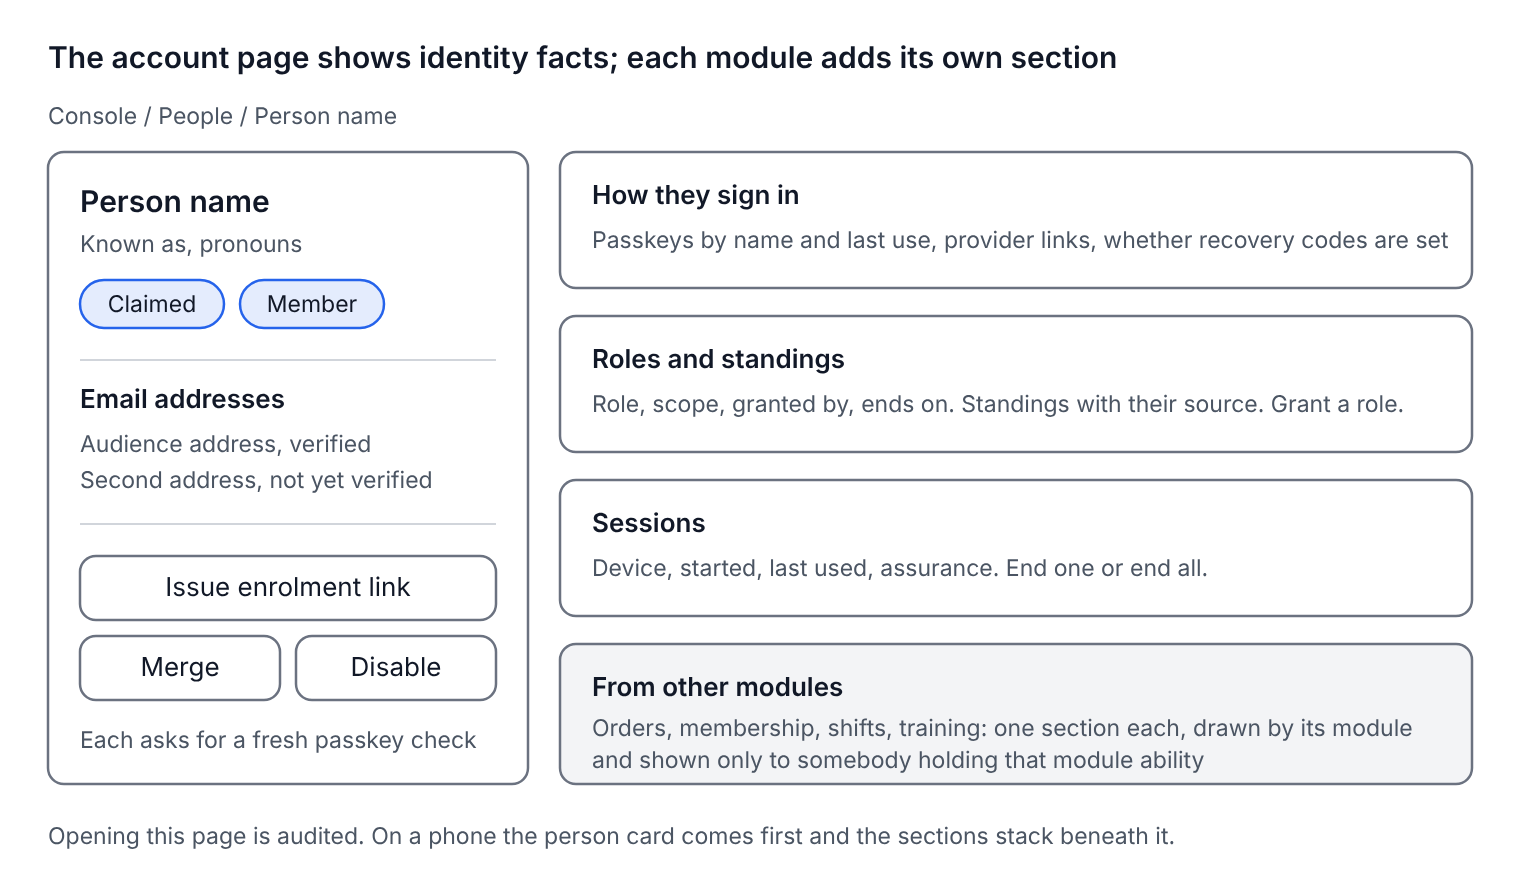 The account page shows identity facts; each module adds its own section
Console / People / Person name
Person name
Known as, pronouns
Claimed
Member
Email addresses
Audience address, verified
Second address, not yet verified
Issue enrolment link
Merge
Disable
Each asks for a fresh passkey check
How they sign in
Passkeys by name and last use, provider links, whether recovery codes are set
Roles and standings
Role, scope, granted by, ends on. Standings with their source. Grant a role.
Sessions
Device, started, last used, assurance. End one or end all.
From other modules
Orders, membership, shifts, training: one section each, drawn by its module
and shown only to somebody holding that module ability
Opening this page is audited. On a phone the person card comes first and the sections stack beneath it.